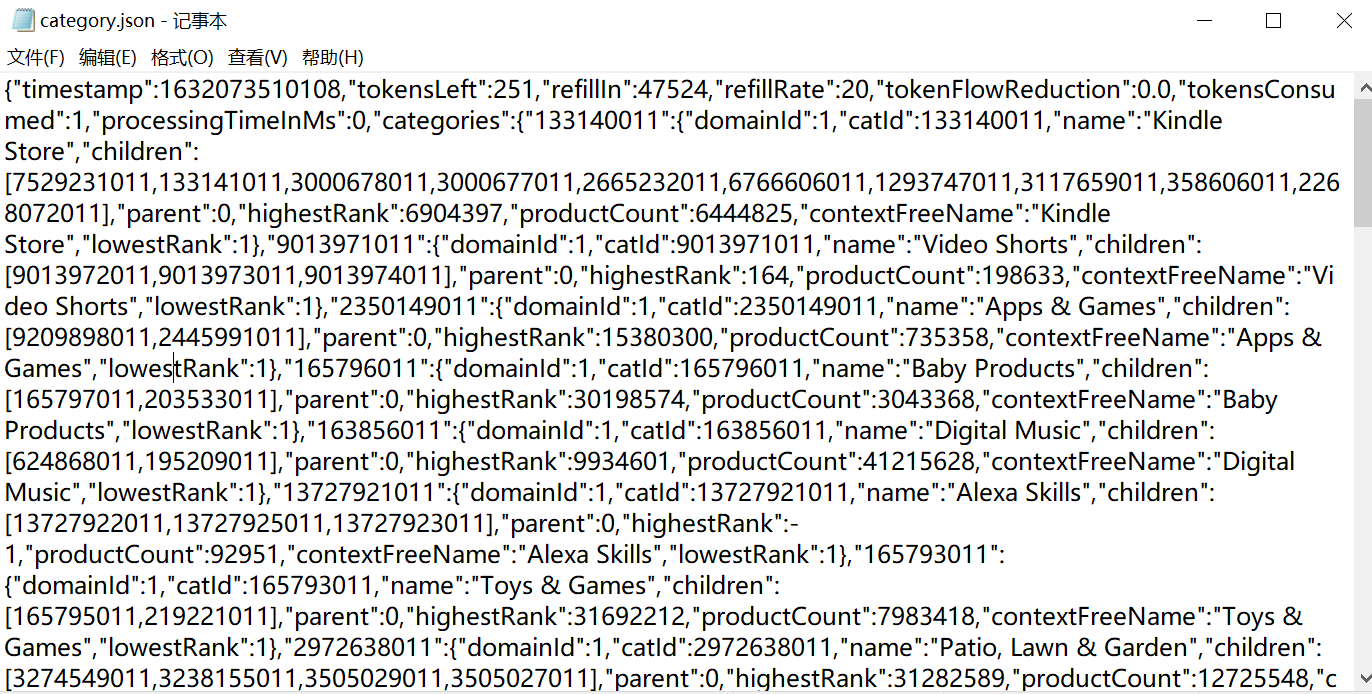 category.json - 记事本
文件(F) 编辑(E) 格式(O) 查看(V) 帮助(H)
{"timestamp":1632073510108,"tokensLeft":251,"refillIn":47524,"refillRate":20,"tokenFlowReduction":0.0,"tokensConsu
med":1,"processingTimeInMs":0,"categories":{"133140011":{"domainId":1,"catId":133140011,"name":"Kindle
Store","children":
[7529231011,133141011,3000678011,3000677011,2665232011,6766606011,1293747011,3117659011,358606011,226
8072011],"parent":0,"highestRank":6904397,"productCount":6444825,"contextFreeName":"Kindle
Store","lowestRank":1},"9013971011":{"domainId":1,"catId":9013971011,"name":"Video Shorts","children":
[9013972011,9013973011,9013974011],"parent":0,"highestRank":164,"productCount":198633,"contextFreeName":"Vi
deo Shorts","lowestRank":1},"2350149011":{"domainId":1,"catId":2350149011,"name":"Apps & Games","children":
[9209898011,2445991011],"parent":0,"highestRank":15380300,"productCount":735358,"contextFreeName":"Apps &
Games","lowestRank":1},"165796011":{"domainId":1,"catId":165796011,"name":"Baby Products","children":
[165797011,203533011],"parent":0,"highestRank":30198574,"productCount":3043368,"contextFreeName":"Baby
Products","lowestRank":1},"163856011":{"domainId":1,"catId":163856011,"name":"Digital Music","children":
[624868011,195209011],"parent":0,"highestRank":9934601,"productCount":41215628,"contextFreeName":"Digital
Music","lowestRank":1},"13727921011":{"domainId":1,"catId":13727921011,"name":"Alexa Skills","children":
[13727922011,13727925011,13727923011],"parent":0,"highestRank":-
1,"productCount":92951,"contextFreeName":"Alexa Skills","lowestRank":1},"165793011":
{"domainId":1,"catId":165793011,"name":"Toys & Games","children":
[165795011,219221011],"parent":0,"highestRank":31692212,"productCount":7983418,"contextFreeName":"Toys &
Games","lowestRank":1},"2972638011":{"domainId":1,"catId":2972638011,"name":"Patio, Lawn & Garden","children":
[3274549011,3238155011,3505029011,3505027011],"parent":0,"highestRank":31282589,"productCount":12725548,"c